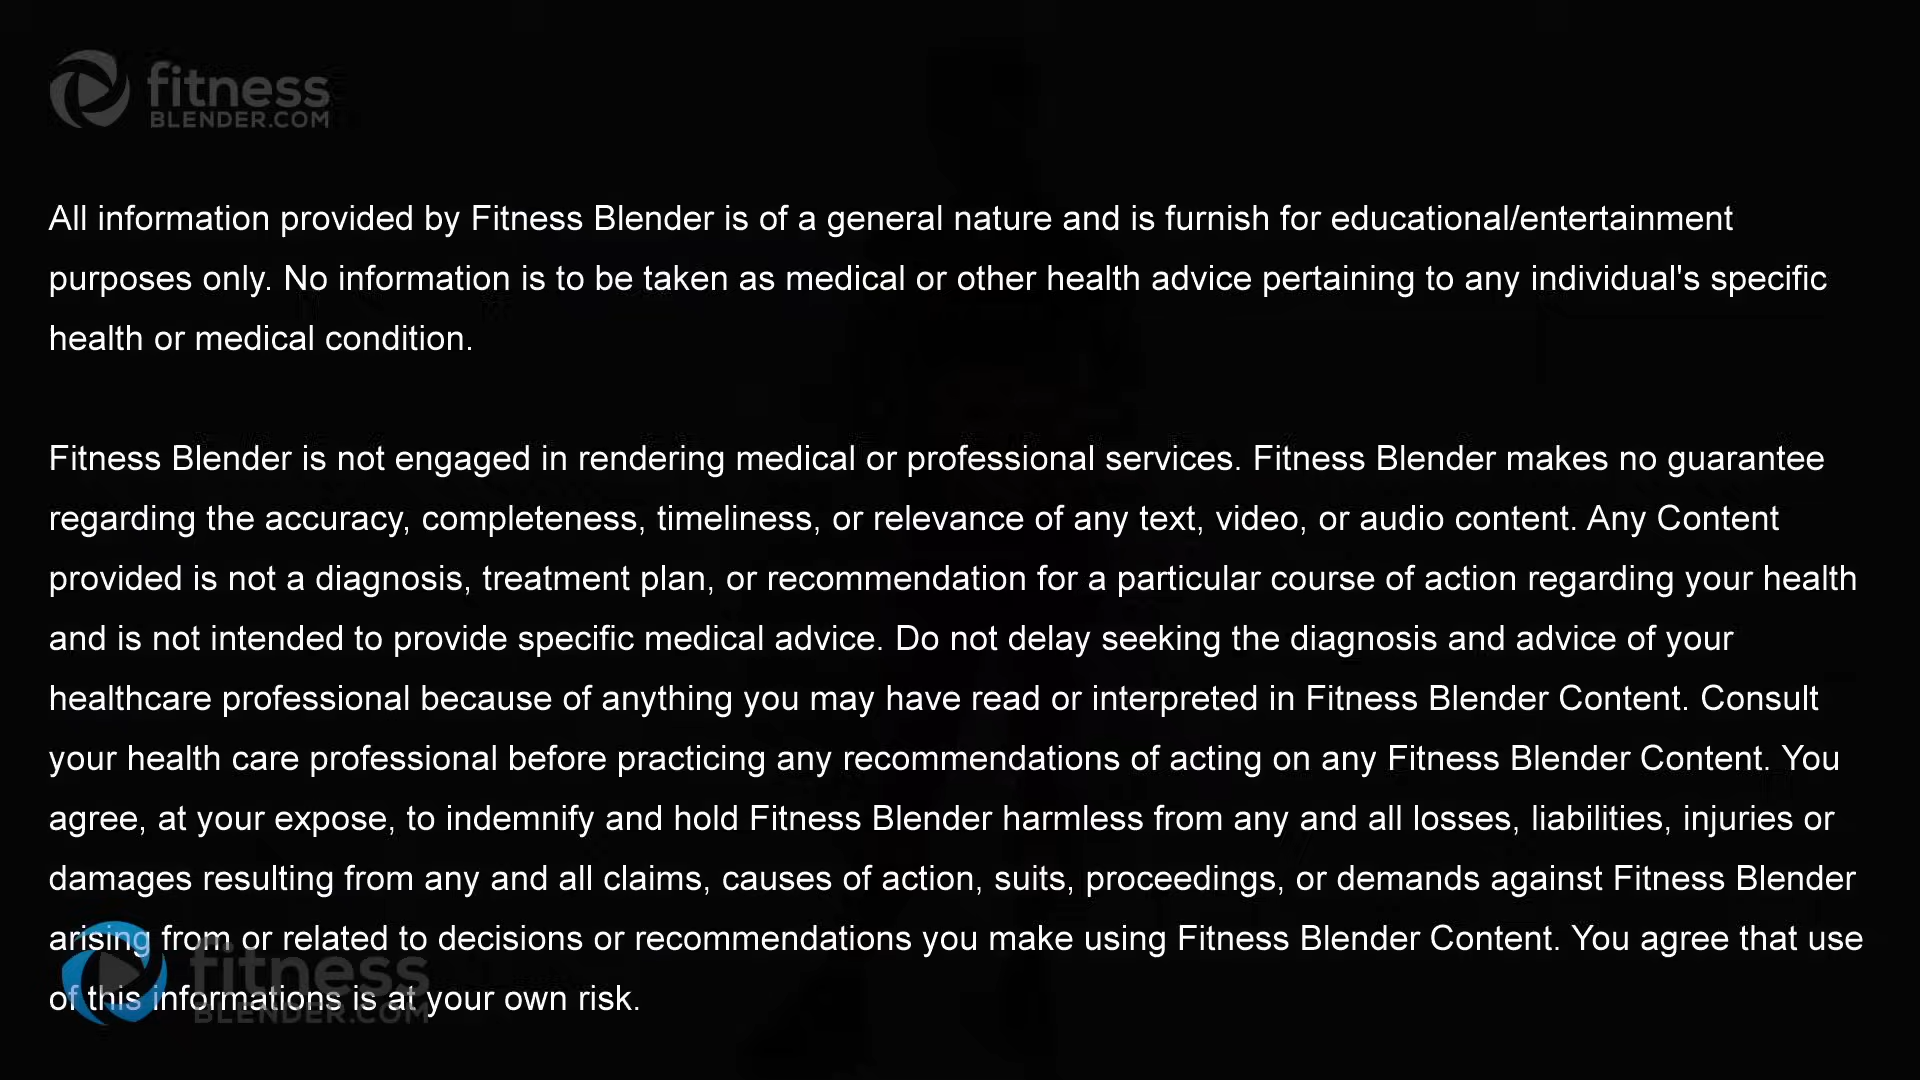 fitness
BLENDER.COM
All information provided by Fitness Blender is of a general nature and is furnish for educational/entertainment
purposes only. No information is to be taken as medical or other health advice pertaining to any individual's specific
health or medical condition.
Fitness Blender is not engaged in rendering medical or professional services. Fitness Blender makes no guarantee
regarding the accuracy, completeness, timeliness, or relevance of any text, video, or audio content. Any Content
provided is not a diagnosis, treatment plan, or recommendation for a particular course of action regarding your health
and is not intended to provide specific medical advice. Do not delay seeking the diagnosis and advice of your
healthcare professional because of anything you may have read or interpreted in Fitness Blender Content. Consult
your health care professional before practicing any recommendations of acting on any Fitness Blender Content. You
agree, at your expose, to indemnify and hold Fitness Blender harmless from any and all losses, liabilities, injuries or
damages resulting from any and all claims, causes of action, suits, proceedings, or demands against Fitness Blender
arising from or related to decisions or recommendations you make using Fitness Blender Content. You agree that use
of this informations is at your own risk.
fitness
BLENDER.COM